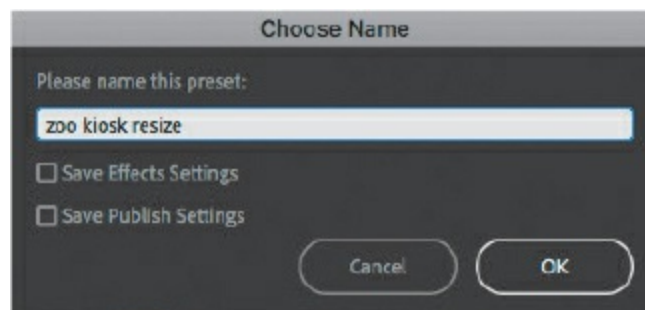 Choose Name
Please name this preset:
zoo kiosk resize
Save Effects Settings
Save Publish Settings
Cancel OK